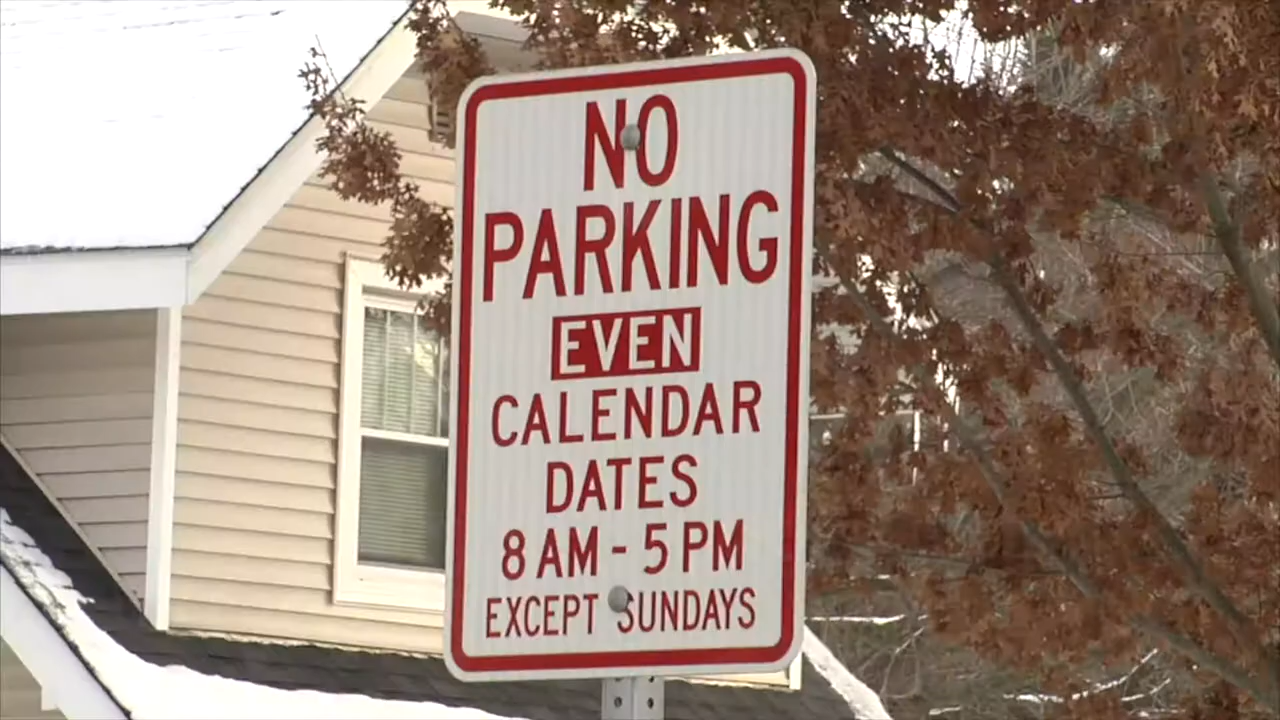 NO
PARKING
EVEN
CALENDAR
DATES
8 AM - 5 PM
EXCEPT SUNDAYS